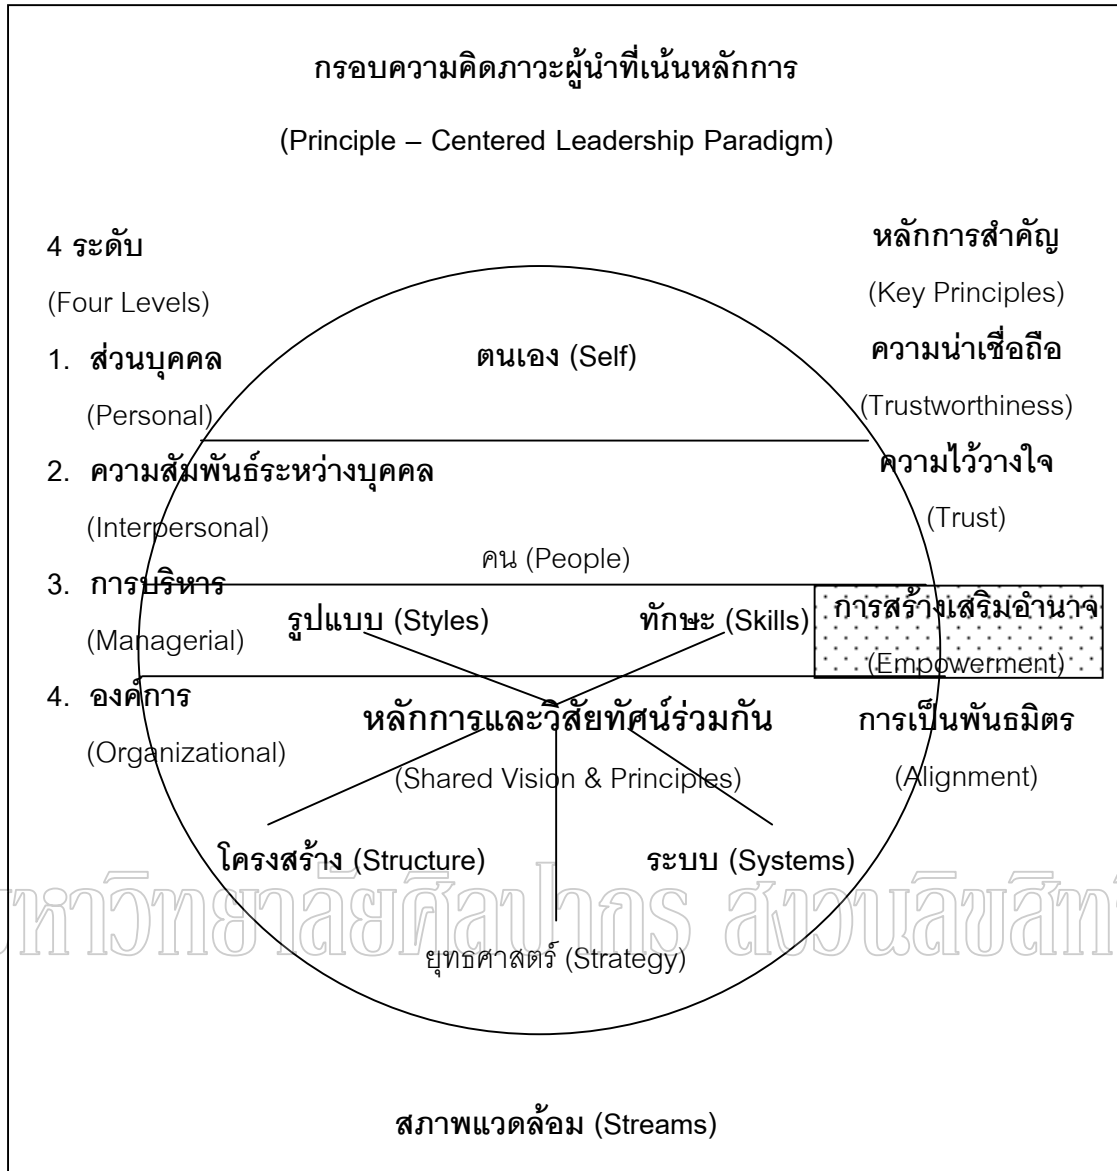 กรอบความคิดภาวะผู้นำที่เน้นหลักการ
(Principle – Centered Leadership Paradigm)
4 ระดับ
(Four Levels)
หลักการสำคัญ
(Key Principles)
1. ส่วนบุคคล
(Personal)
ตนเอง (Self)
ความน่าเชื่อถือ
(Trustworthiness)
2. ความสัมพันธ์ระหว่างบุคคล
(Interpersonal)
คน (People)
ความไว้วางใจ
(Trust)
3. การบริหาร
(Managerial)
รูปแบบ (Styles)
ทักษะ (Skills)
การสร้างเสริมอำนาจ
(Empowerment)
4. องค์การ
(Organizational)
หลักการและวิสัยทัศน์ร่วมกัน
(Shared Vision & Principles)
การเป็นพันธมิตร
(Alignment)
โครงสร้าง (Structure)
ระบบ (Systems)
มหาวิทยาลัยศิลปากร สงวนลิขสิทธิ์
ยุทธศาสตร์ (Strategy)
สภาพแวดล้อม (Streams)